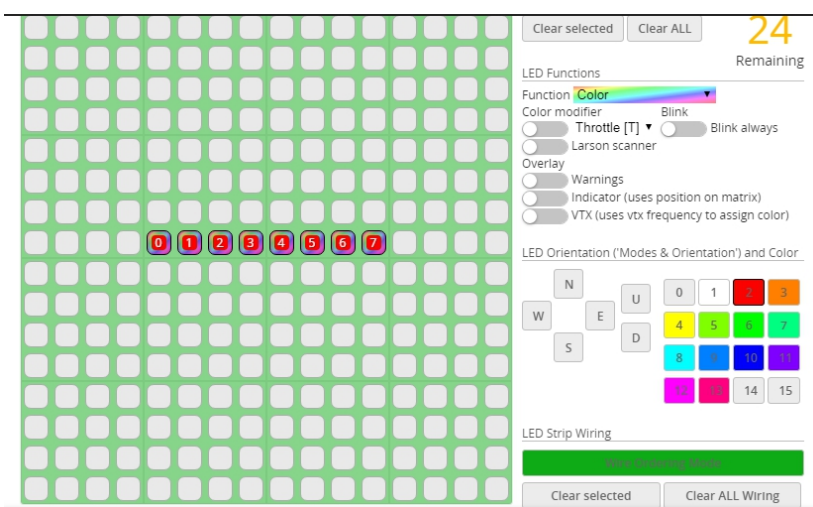 Clear selected
Clear ALL
24
Remaining
LED Functions
Function Color
Color modifier
Blink
Throttle [T]
Blink always
Larson scanner
Overlay
Warnings
Indicator (uses position on matrix)
VTX (uses vtx frequency to assign color)
0 1 2 3 4 5 6 7
LED Orientation ('Modes & Orientation') and Color
N
U
W
E
S
D
0 1 2 3
4 5 6 7
8 9 10 11
12 13 14 15
LED Strip Wiring
Wire Ordering Mode
Clear selected
Clear ALL Wiring